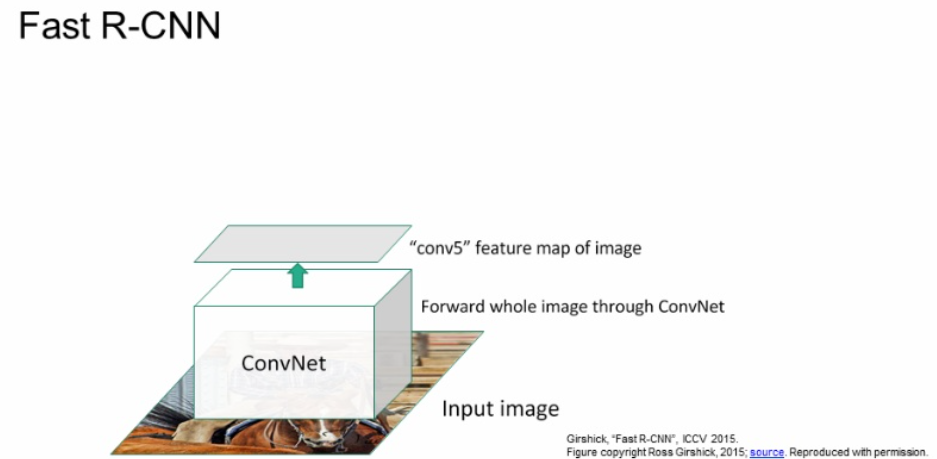 Fast R-CNN
“conv5” feature map of image
Forward whole image through ConvNet
ConvNet
Input image
Girshick, “Fast R-CNN”, ICCV 2015.
Figure copyright Ross Girshick, 2015; source. Reproduced with permission.